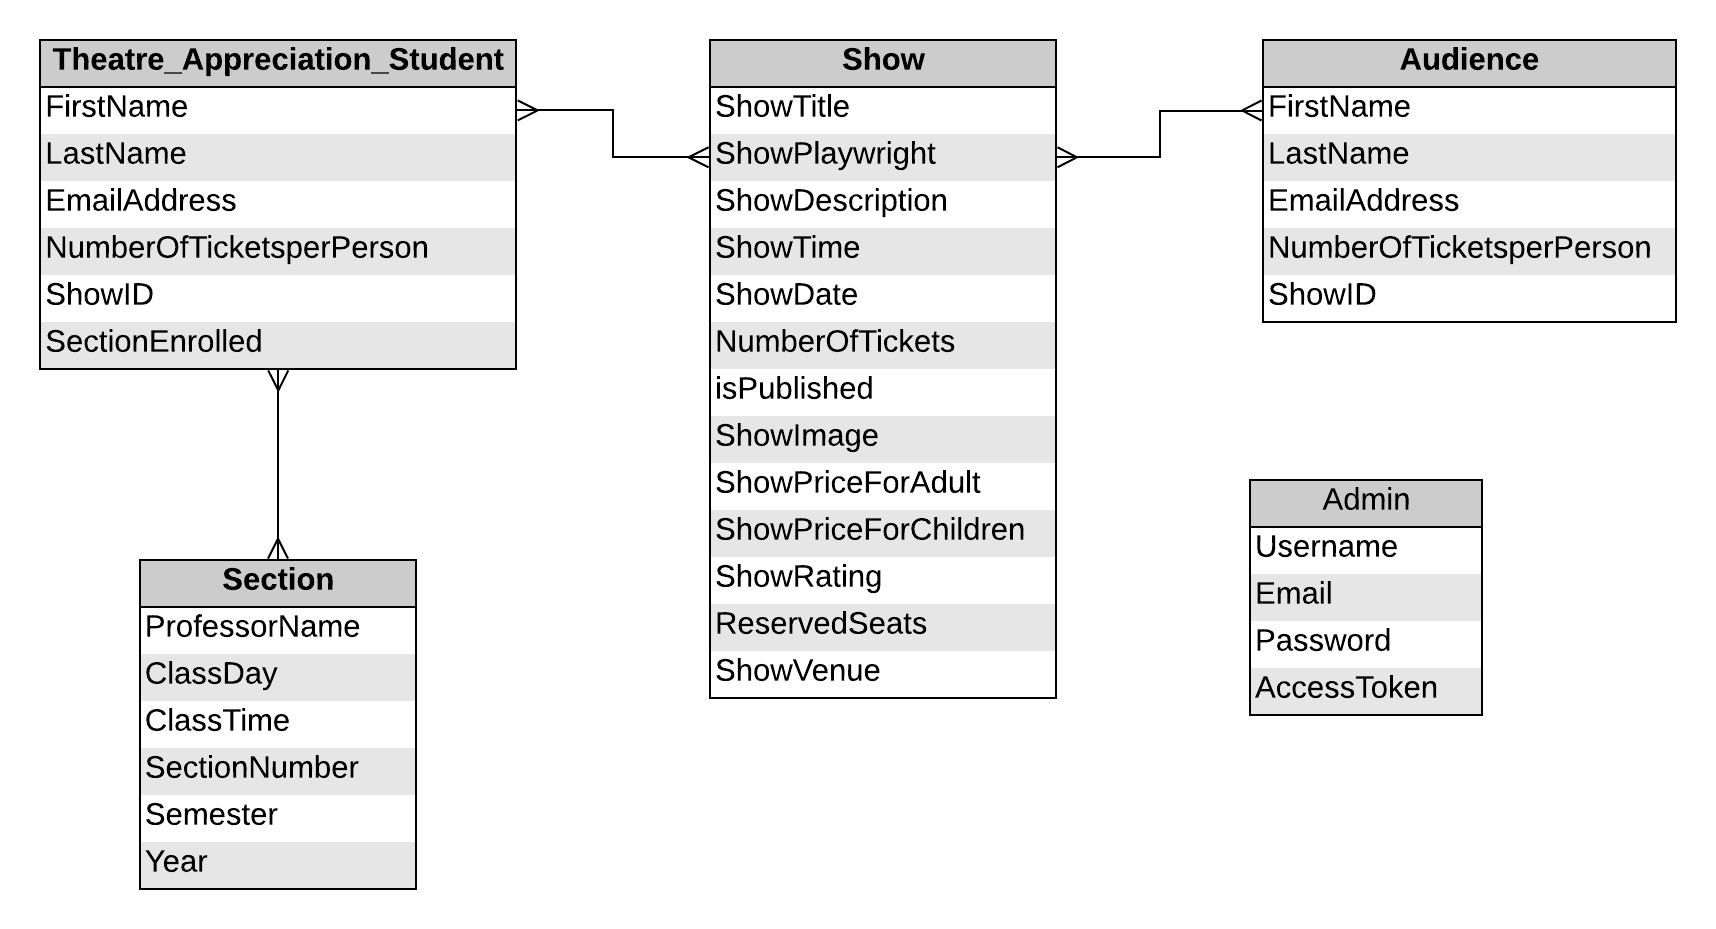 Theatre_Appreciation_Student
FirstName
LastName
EmailAddress
NumberOfTicketsperPerson
ShowID
SectionEnrolled
Show
ShowTitle
ShowPlaywright
ShowDescription
ShowTime
ShowDate
NumberOfTickets
isPublished
ShowImage
ShowPriceForAdult
ShowPriceForChildren
ShowRating
ReservedSeats
ShowVenue
Audience
FirstName
LastName
EmailAddress
NumberOfTicketsperPerson
ShowID
Section
ProfessorName
ClassDay
ClassTime
SectionNumber
Semester
Year
Admin
Username
Email
Password
AccessToken